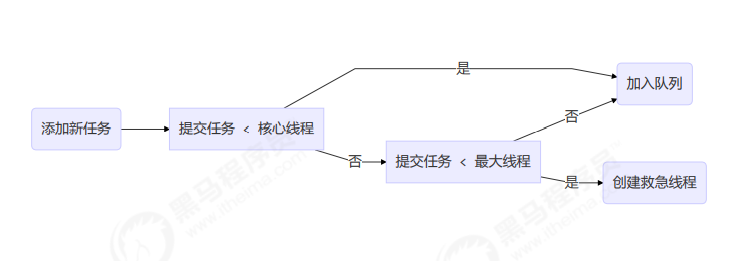 是
加入队列
添加新任务
提交任务 < 核心线程
否
否
提交任务 < 最大线程
是
创建救急线程
黑马程序员
www.itheima.com
黑马程序员
www.itheima.com